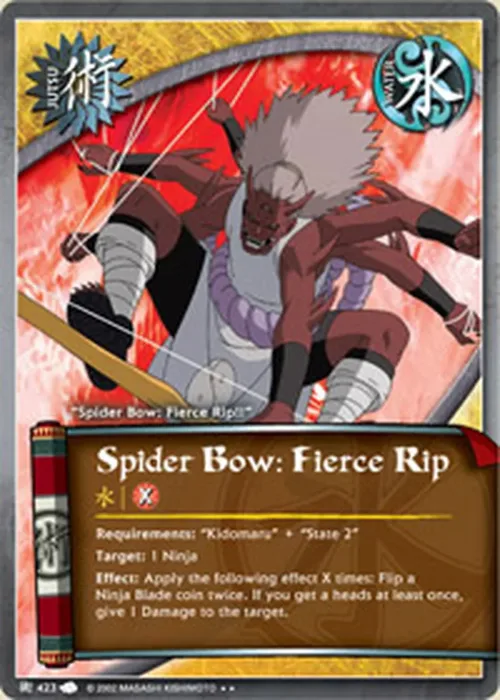 JUTSU 術
WATER 水
"Spider Bow: Fierce Rip!!"
Spider Bow: Fierce Rip
水 X
Requirements: "Kidomaru" + "State 2"
Target: 1 Ninja
Effect: Apply the following effect X times: Flip a
Ninja Blade coin twice. If you get a heads at least once,
give 1 Damage to the target.
術 423 © 2002 MASASHI KISHIMOTO ★★